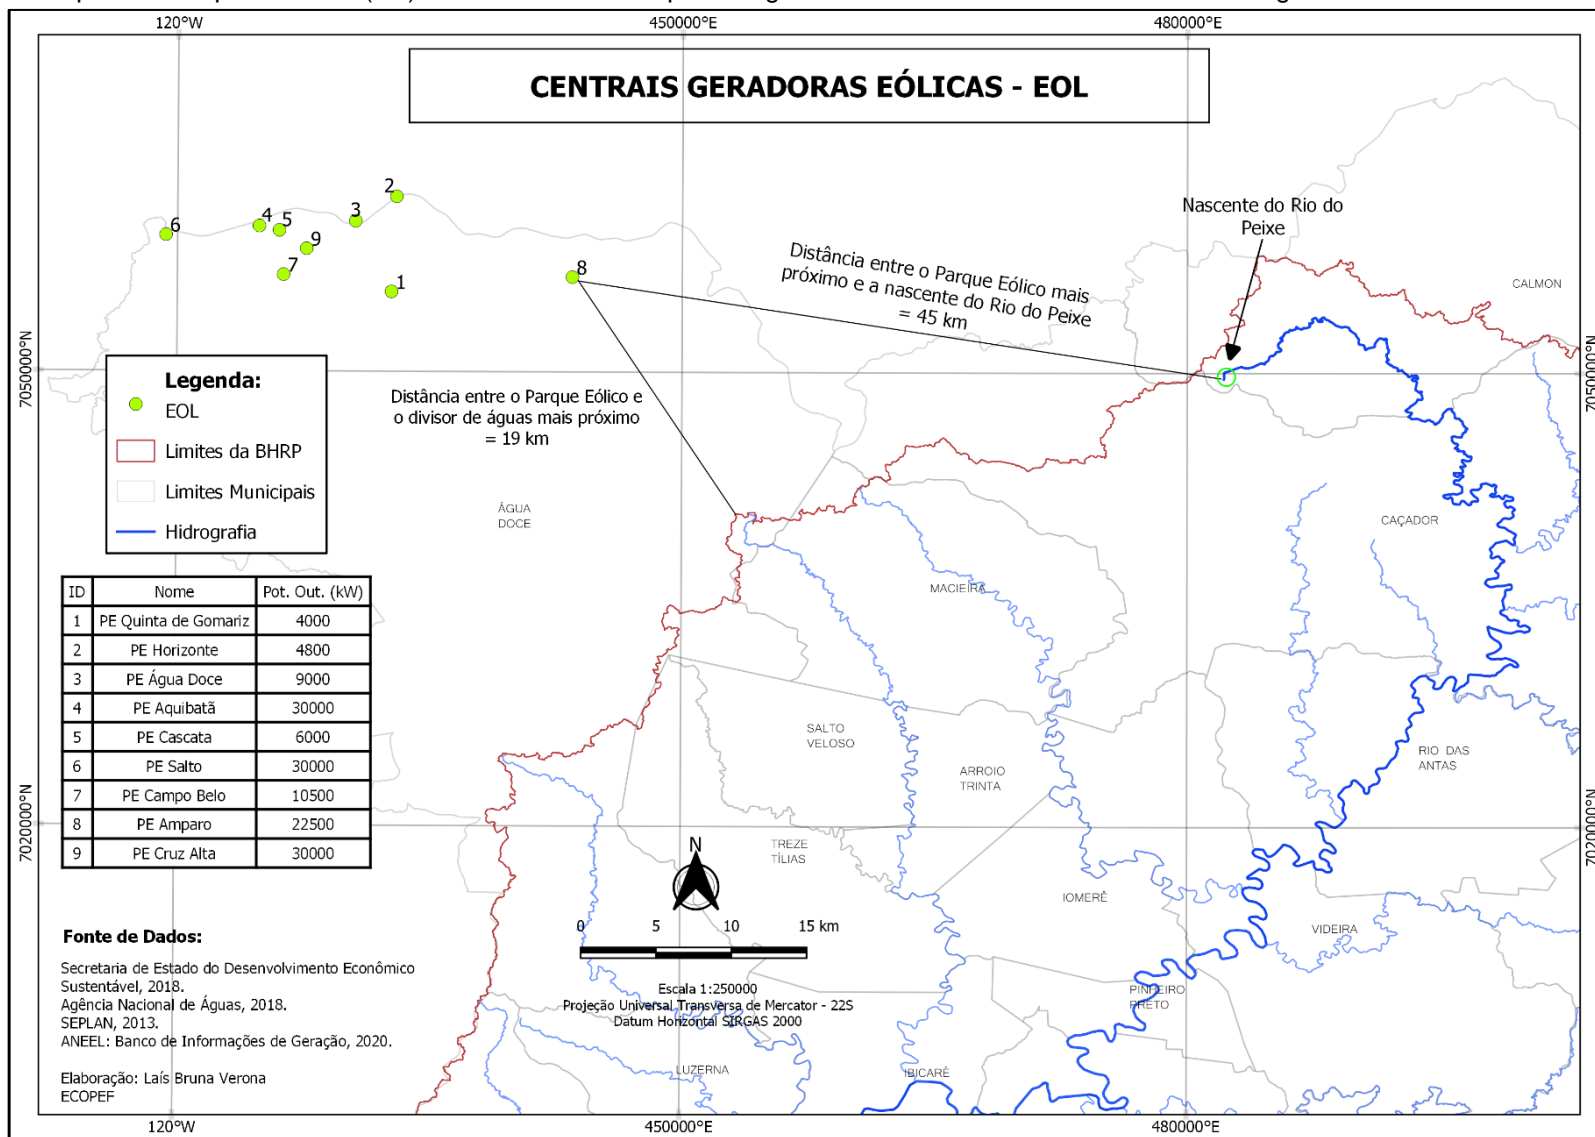 120°W 450000°E 480000°E
CENTRAIS GERADORAS EÓLICAS - EOL
2
3
4
5
6
9
7
1
8
Nascente do Rio do
Peixe
Distância entre o Parque Eólico mais
próximo e a nascente do Rio do Peixe
= 45 km
CALMON
7050000°N
7050000°N
Legenda:
EOL
Limites da BHRP
Limites Municipais
Hidrografia
Distância entre o Parque Eólico e
o divisor de águas mais próximo
= 19 km
ÁGUA
DOCE
CAÇADOR
MACIEIRA
ID Nome Pot. Out. (kW)
1 PE Quinta de Gomariz 4000
2 PE Horizonte 4800
3 PE Água Doce 9000
4 PE Aquibatã 30000
5 PE Cascata 6000
6 PE Salto 30000
7 PE Campo Belo 10500
8 PE Amparo 22500
9 PE Cruz Alta 30000
SALTO
VELOSO
ARROIO
TRINTA
RIO DAS
ANTAS
TREZE
TÍLIAS
7020000°N
7020000°N
IOMERÊ
VIDEIRA
PINHEIRO
PRETO
N
0 5 10 15 km
Escala 1:250000
Projeção Universal Transversa de Mercator - 22S
Datum Horizontal SIRGAS 2000
LUZERNA
IBICARÉ
Fonte de Dados:
Secretaria de Estado do Desenvolvimento Econômico
Sustentável, 2018.
Agência Nacional de Águas, 2018.
SEPLAN, 2013.
ANEEL: Banco de Informações de Geração, 2020.
Elaboração: Laís Bruna Verona
ECOPEF
120°W 450000°E 480000°E